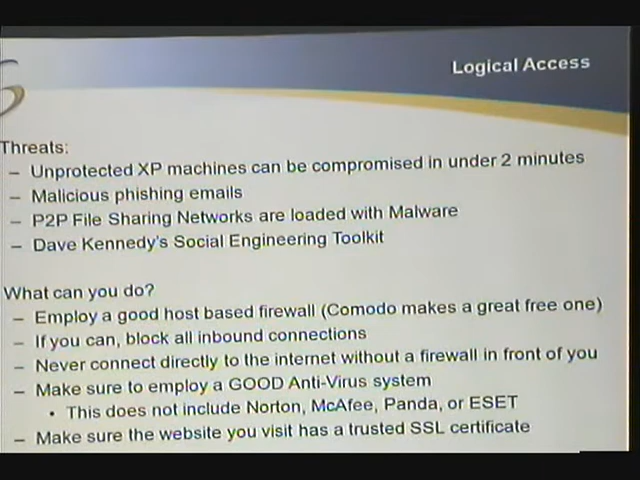 Logical Access
Threats:
– Unprotected XP machines can be compromised in under 2 minutes
– Malicious phishing emails
– P2P File Sharing Networks are loaded with Malware
– Dave Kennedy's Social Engineering Toolkit
What can you do?
– Employ a good host based firewall (Comodo makes a great free one)
– If you can, block all inbound connections
– Never connect directly to the internet without a firewall in front of you
– Make sure to employ a GOOD Anti-Virus system
• This does not include Norton, McAfee, Panda, or ESET
– Make sure the website you visit has a trusted SSL certificate